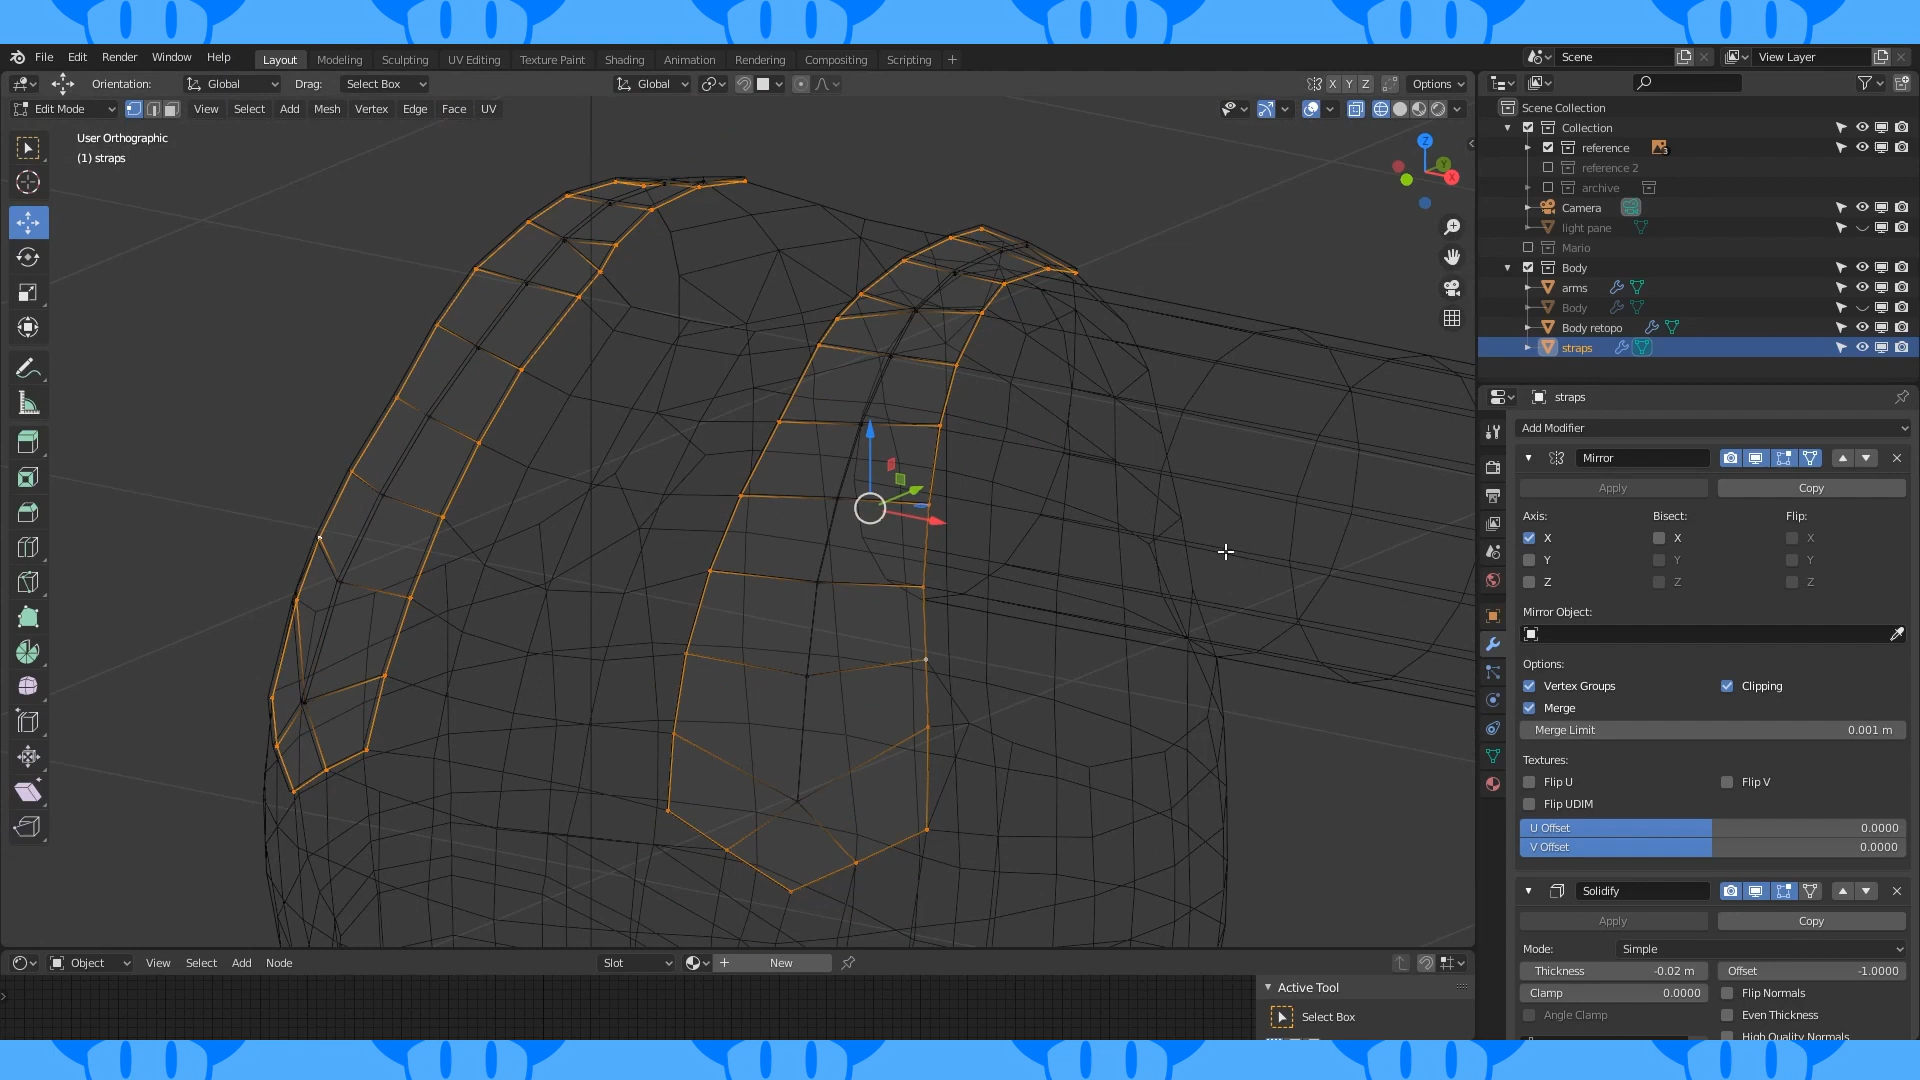 File Edit Render Window Help Layout Modeling Sculpting UV Editing Texture Paint Shading Animation Rendering Compositing Scripting + Scene View Layer
Orientation: Global Drag: Select Box Global X Y Z Options
Edit Mode View Select Add Mesh Vertex Edge Face UV
User Orthographic
(1) straps
Z
Y
X
Scene Collection
Collection
reference 3
reference 2
archive
Camera
light pane
Mario
Body
arms
Body
Body retopo
straps
straps
Add Modifier
Mirror
Apply Copy
Axis: Bisect: Flip:
X X X
Y Y Y
Z Z Z
Mirror Object:
Options:
Vertex Groups Clipping
Merge
Merge Limit 0.001 m
Textures:
Flip U Flip V
Flip UDIM
U Offset 0.0000
V Offset 0.0000
Solidify
Apply Copy
Mode: Simple
Thickness -0.02 m Offset -1.0000
Clamp 0.0000 Flip Normals
Angle Clamp Even Thickness
High Quality Normals
Object View Select Add Node Slot New
Active Tool
Select Box